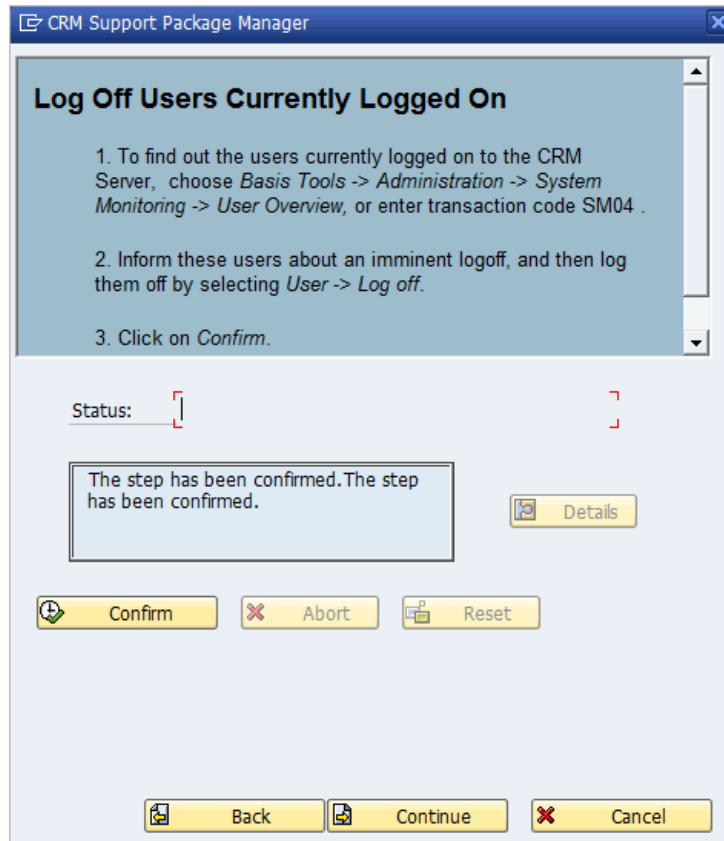 CRM Support Package Manager
Log Off Users Currently Logged On
1. To find out the users currently logged on to the CRM
Server, choose Basis Tools -> Administration -> System
Monitoring -> User Overview, or enter transaction code SM04 .
2. Inform these users about an imminent logoff, and then log
them off by selecting User -> Log off.
3. Click on Confirm.
Status:
The step has been confirmed.The step
has been confirmed.
Details
Confirm Abort Reset
Back Continue Cancel